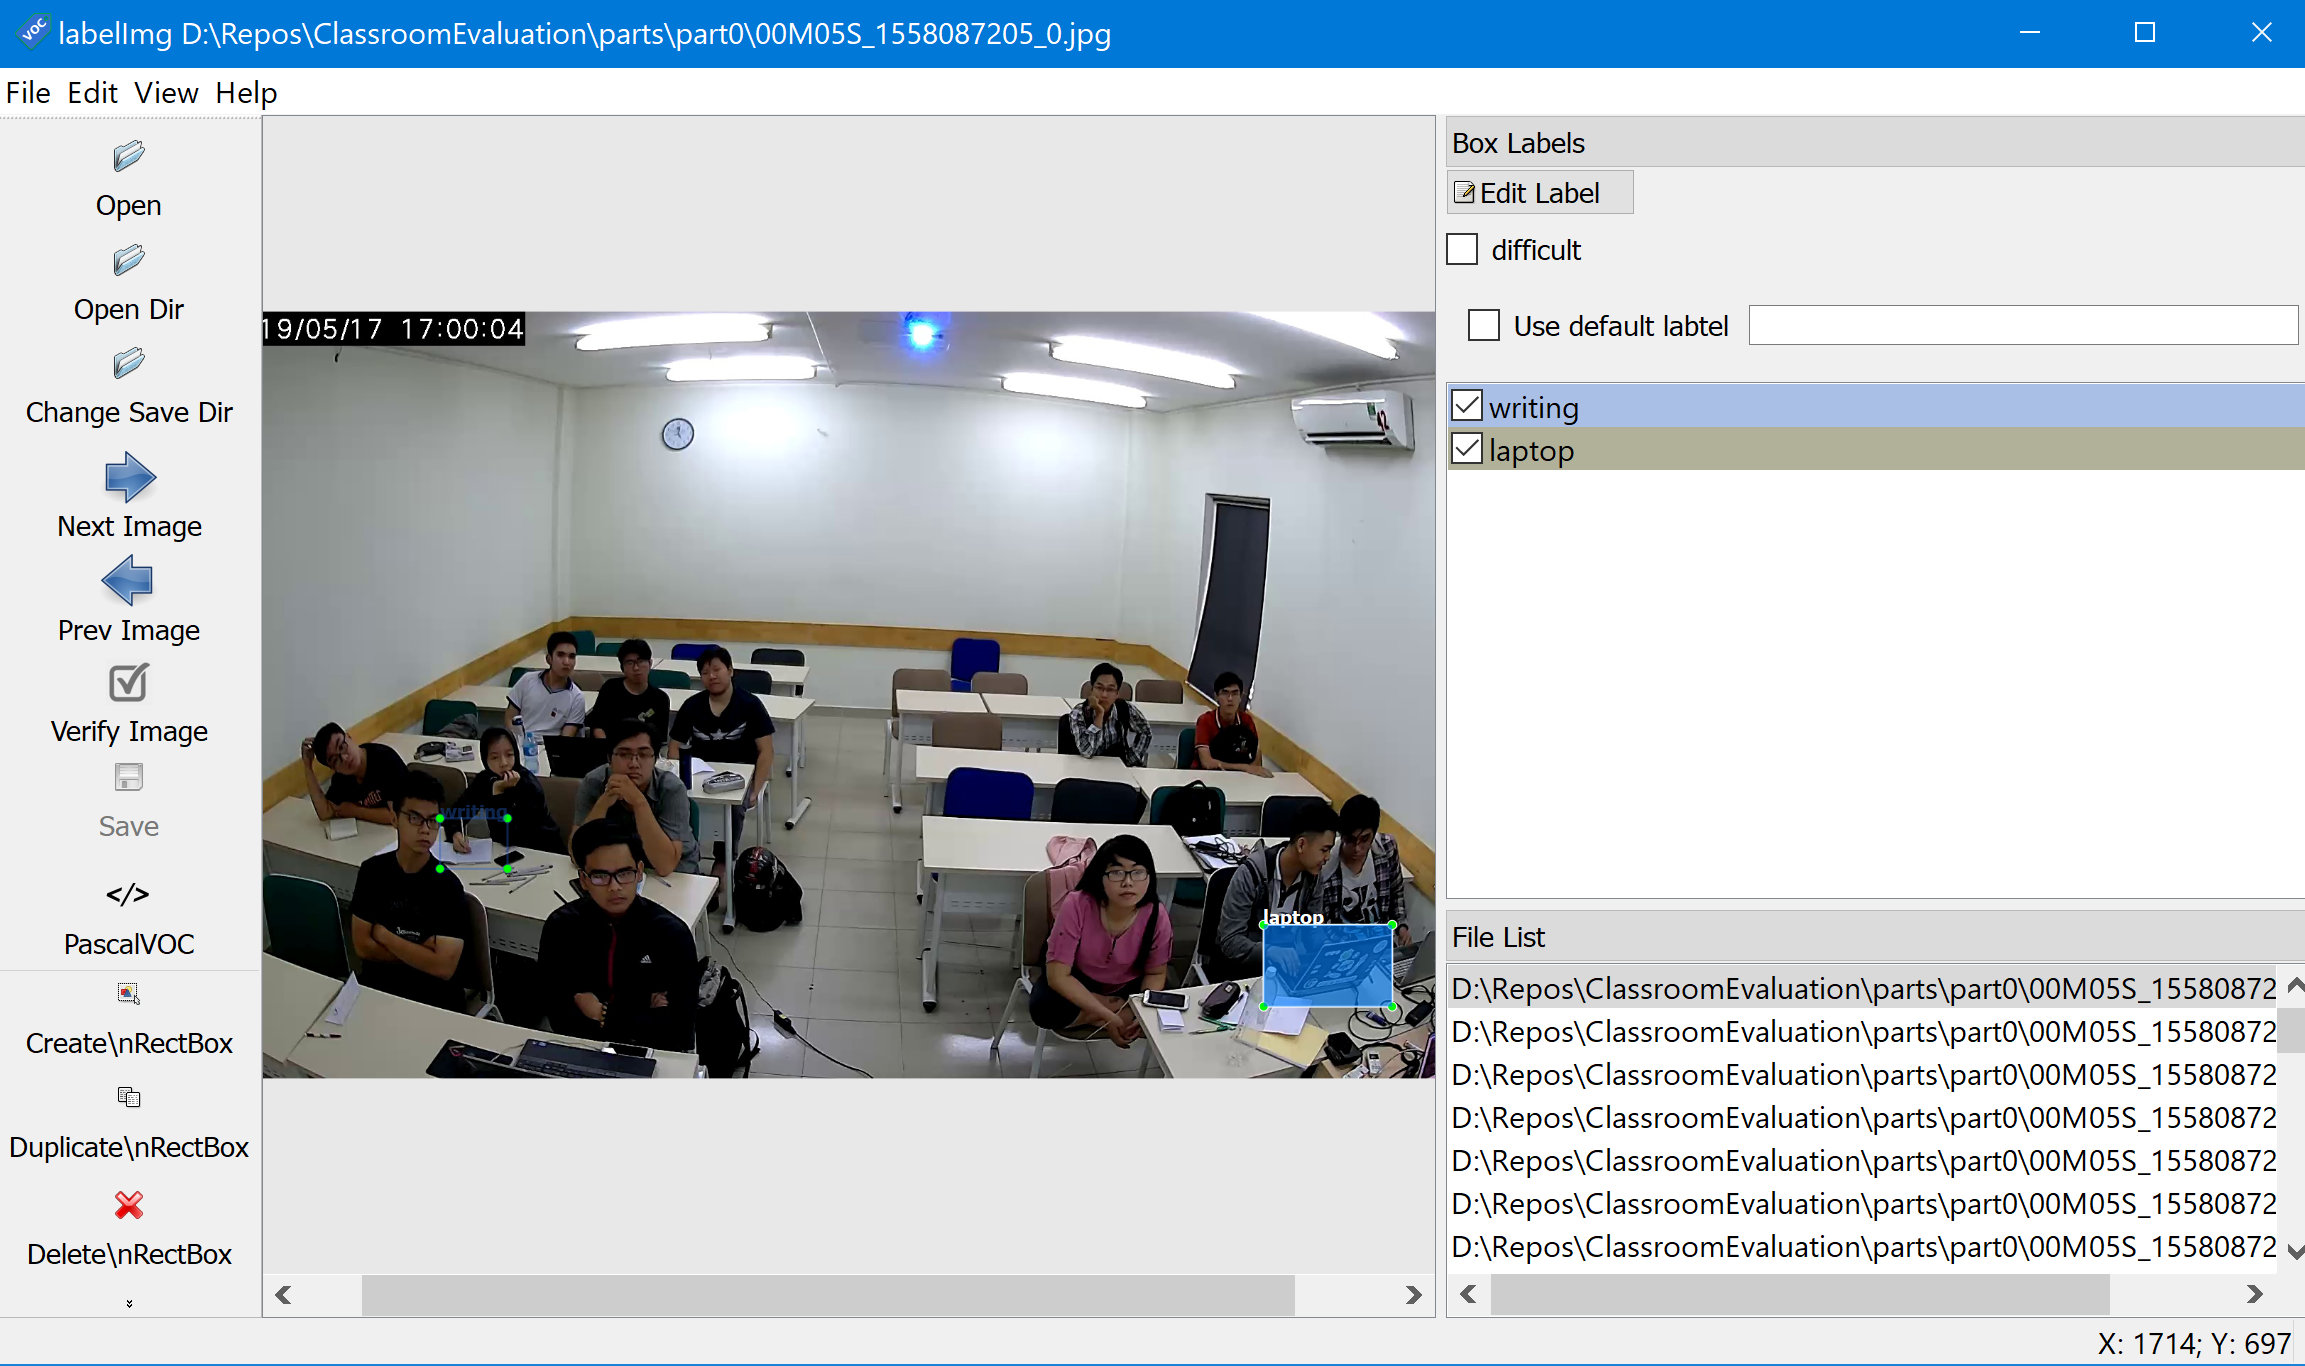 labelImg D:\Repos\ClassroomEvaluation\parts\part0\00M05S_1558087205_0.jpg
File Edit View Help
Open
Open Dir
Change Save Dir
Next Image
Prev Image
Verify Image
Save
</>
PascalVOC
Create\nRectBox
Duplicate\nRectBox
Delete\nRectBox
19/05/17 17:00:04
writing
laptop
Box Labels
Edit Label
difficult
Use default labtel
writing
laptop
File List
D:\Repos\ClassroomEvaluation\parts\part0\00M05S_15580872
D:\Repos\ClassroomEvaluation\parts\part0\00M05S_15580872
D:\Repos\ClassroomEvaluation\parts\part0\00M05S_15580872
D:\Repos\ClassroomEvaluation\parts\part0\00M05S_15580872
D:\Repos\ClassroomEvaluation\parts\part0\00M05S_15580872
D:\Repos\ClassroomEvaluation\parts\part0\00M05S_15580872
D:\Repos\ClassroomEvaluation\parts\part0\00M05S_15580872
X: 1714; Y: 697